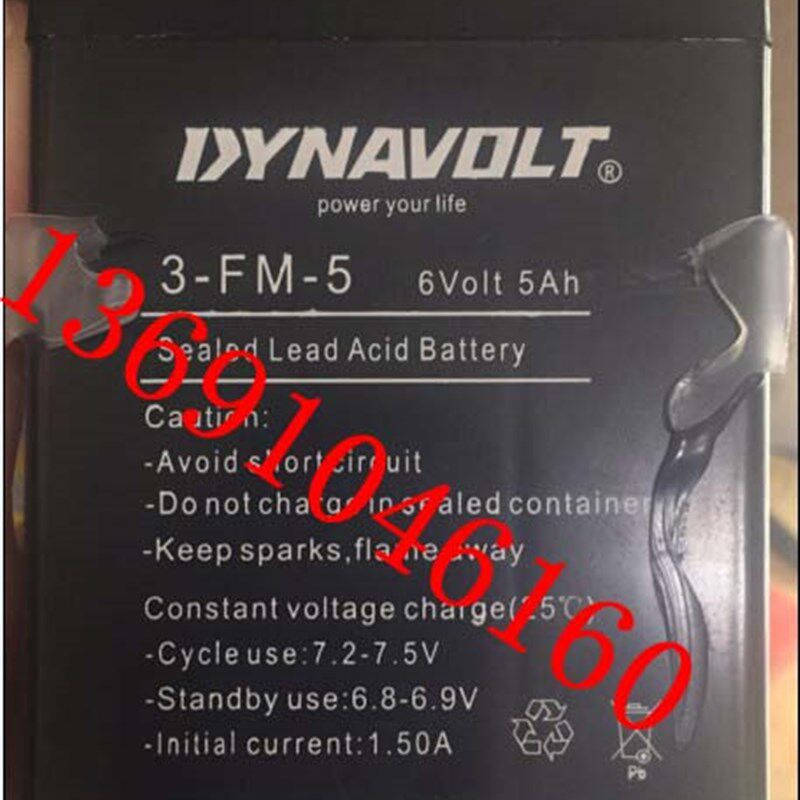 DYNAVOLT®
power your life
3-FM-5 6Volt 5Ah
Sealed Lead Acid Battery
Caution:
-Avoid short circuit
-Do not charge in sealed container
-Keep sparks,flame away
Constant voltage charge(25℃)
-Cycle use:7.2-7.5V
-Standby use:6.8-6.9V
-Initial current:1.50A
Pb
13691046160